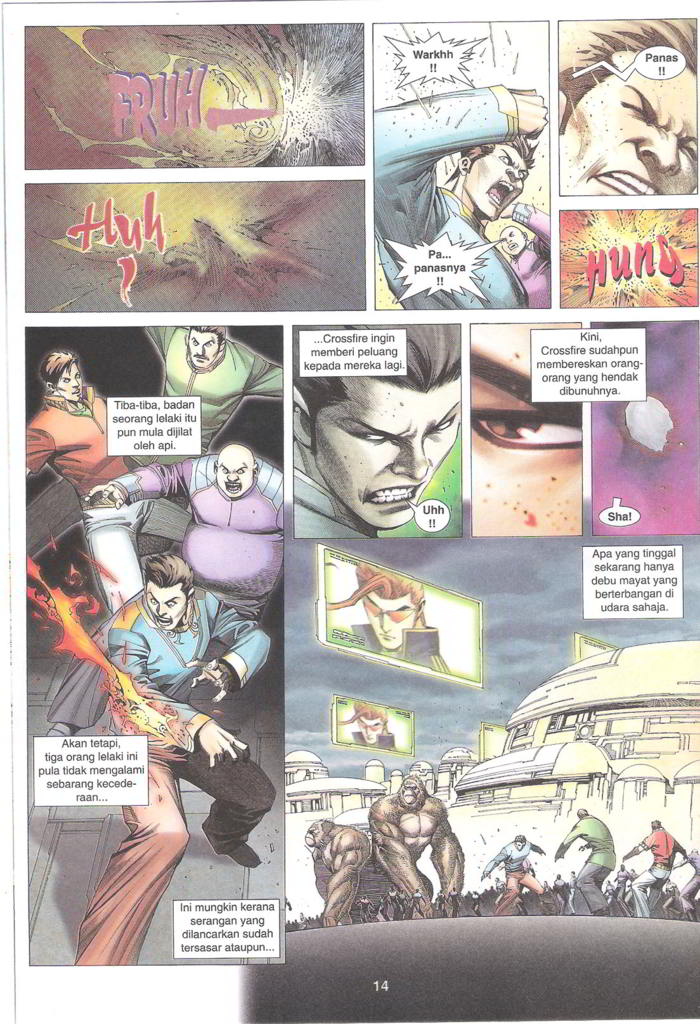 FRUH
Huh
!
Warkhh
!!
Pa...
panasnya
!!
Panas
!!
HUNG
Tiba-tiba, badan
seorang lelaki itu
pun mula dijilat
oleh api.
Akan tetapi,
tiga orang lelaki ini
pula tidak mengalami
sebarang kecede-
raan...
Ini mungkin kerana
serangan yang
dilancarkan sudah
tersasar ataupun...
...Crossfire ingin
memberi peluang
kepada mereka lagi.
Uhh
!!
Kini,
Crossfire sudahpun
membereskan orang-
orang yang hendak
dibunuhnya.
Sha!
Apa yang tinggal
sekarang hanya
debu mayat yang
berterbangan di
udara sahaja.
14